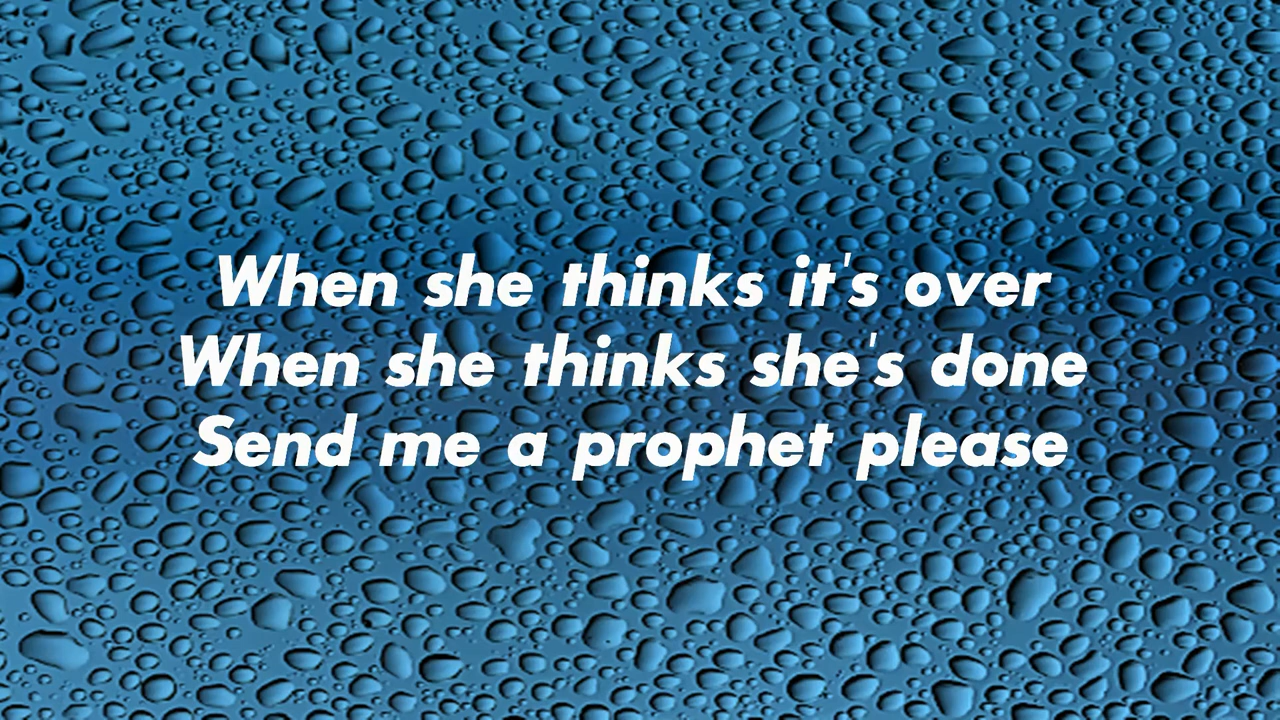 When she thinks it's over
When she thinks she's done
Send me a prophet please